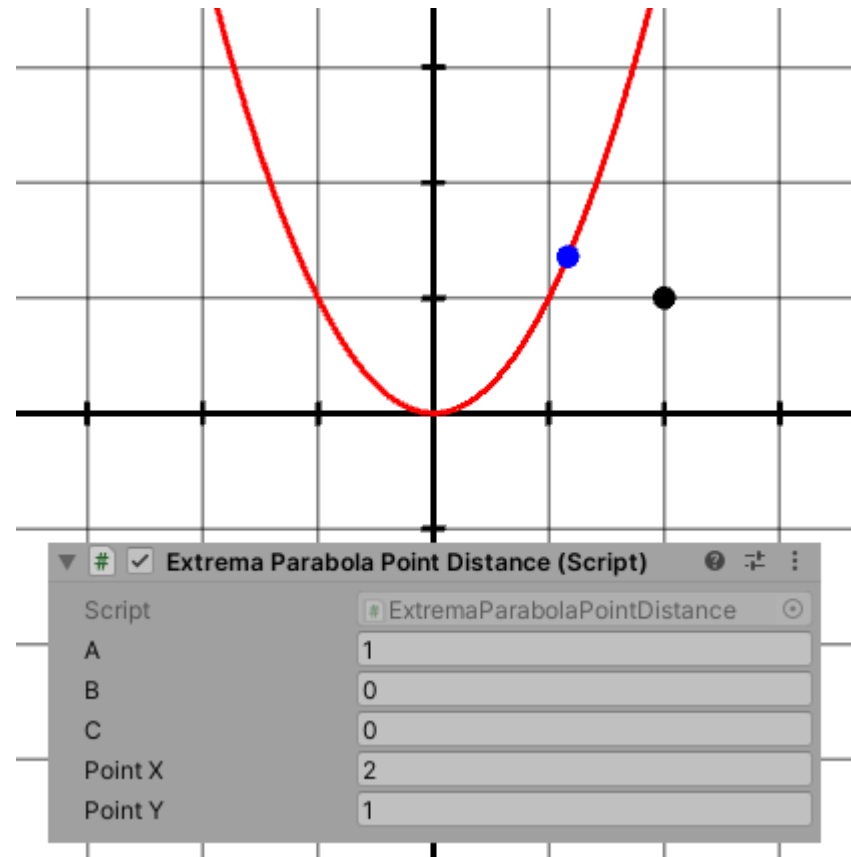 # Extrema Parabola Point Distance (Script)
Script # ExtremaParabolaPointDistance
A 1
B 0
C 0
Point X 2
Point Y 1